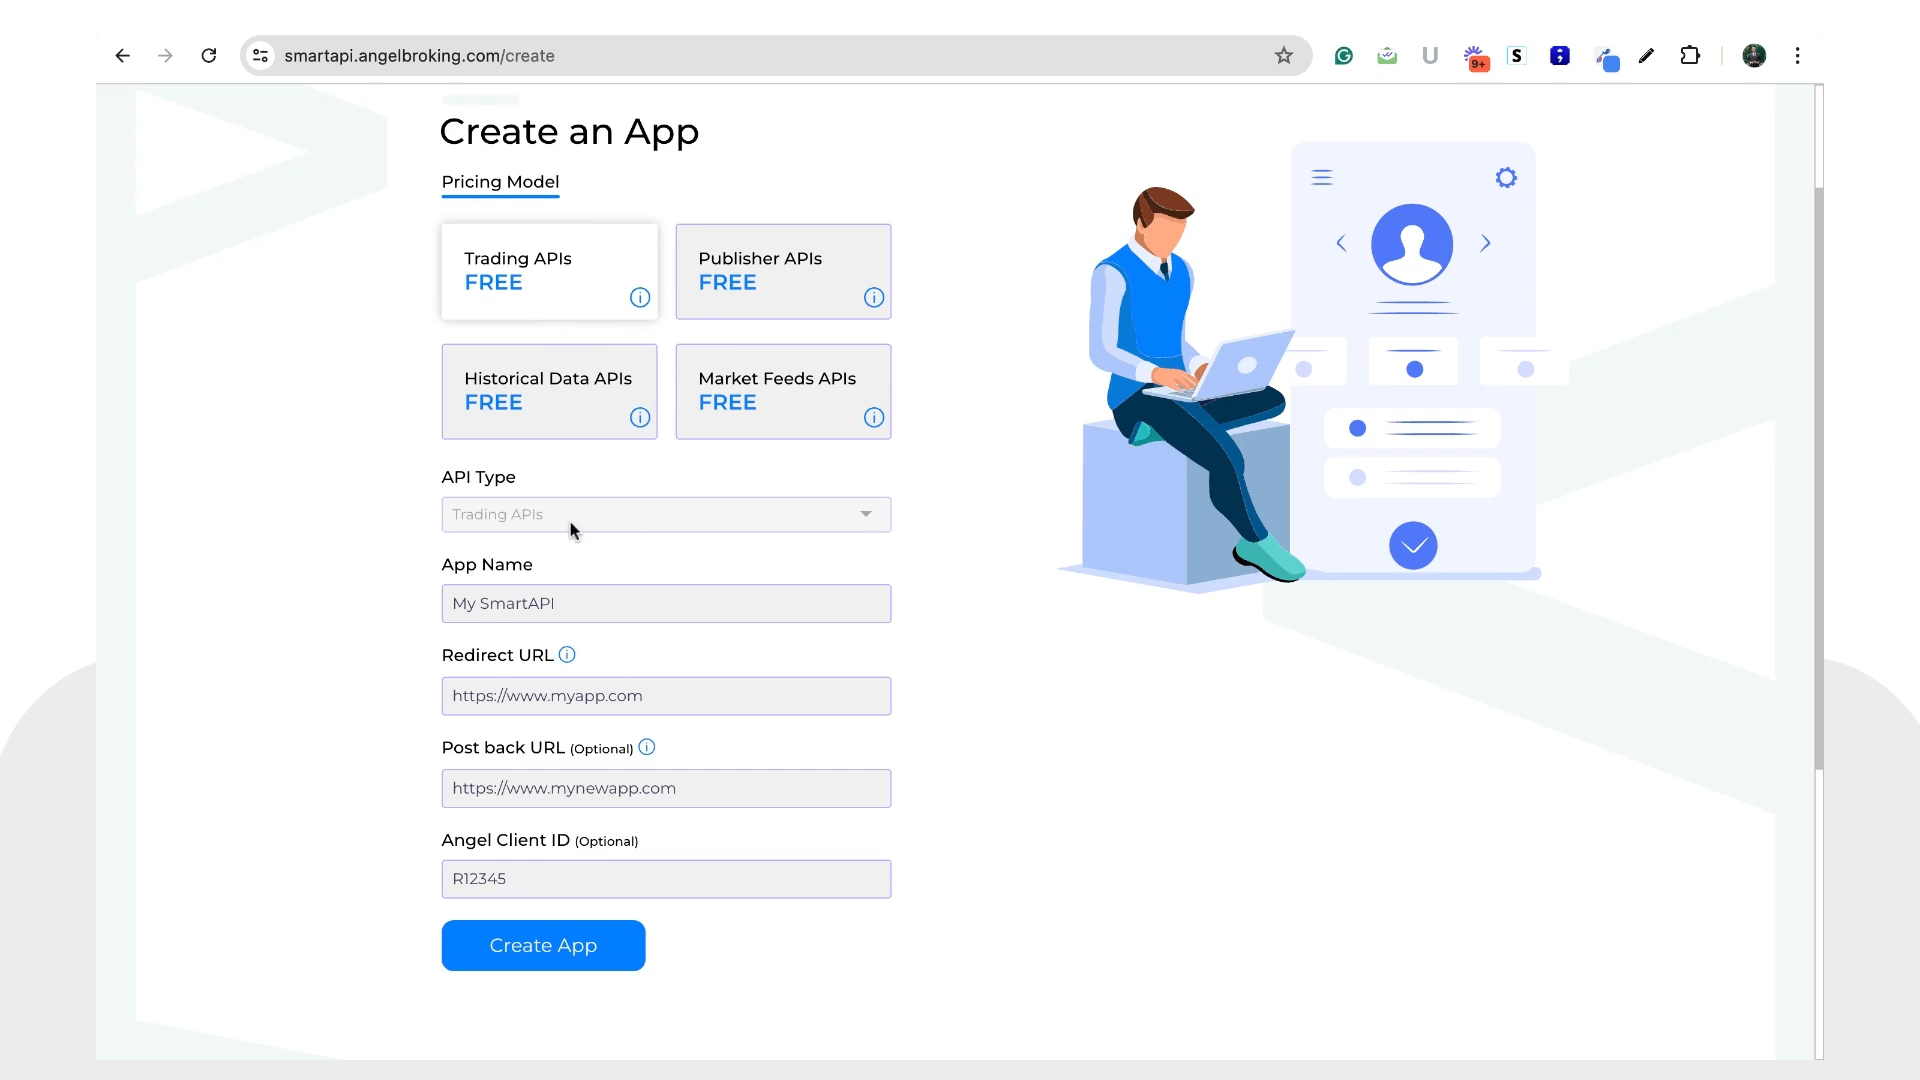 smartapi.angelbroking.com/create
9+
Create an App
Pricing Model
Trading APIs
FREE
Publisher APIs
FREE
Historical Data APIs
FREE
Market Feeds APIs
FREE
API Type
Trading APIs
App Name
My SmartAPI
Redirect URL
https://www.myapp.com
Post back URL (Optional)
https://www.mynewapp.com
Angel Client ID (Optional)
R12345
Create App